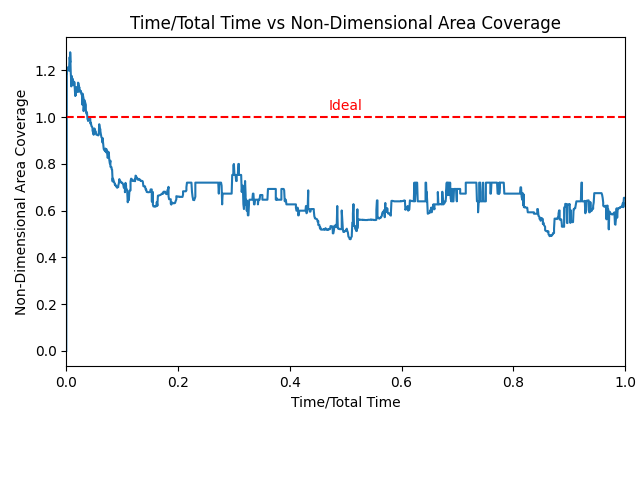 Time/Total Time vs Non-Dimensional Area Coverage
Non-Dimensional Area Coverage
1.2
1.0
0.8
0.6
0.4
0.2
0.0
Ideal
0.0 0.2 0.4 0.6 0.8 1.0
Time/Total Time